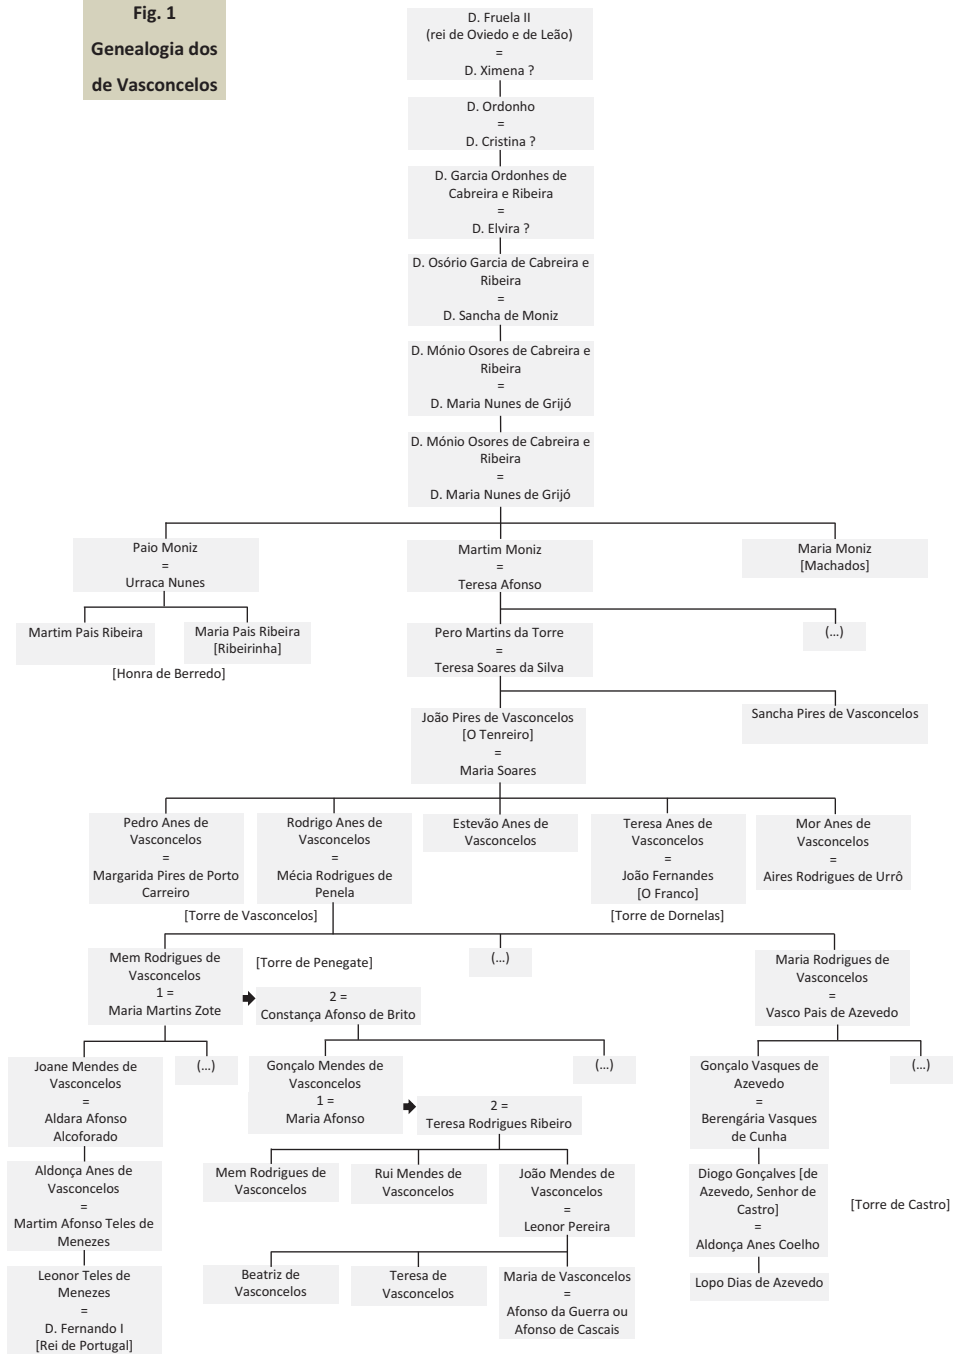 Fig. 1
Genealogia dos
de Vasconcelos
D. Fruela II
(rei de Oviedo e de Leão)
=
D. Ximena ?
D. Ordonho
=
D. Cristina ?
D. Garcia Ordonhes de
Cabreira e Ribeira
=
D. Elvira ?
D. Osório Garcia de Cabreira e
Ribeira
=
D. Sancha de Moniz
D. Mónio Osores de Cabreira e
Ribeira
=
D. Maria Nunes de Grijó
D. Mónio Osores de Cabreira e
Ribeira
=
D. Maria Nunes de Grijó
Paio Moniz
=
Urraca Nunes
Martim Moniz
=
Teresa Afonso
Maria Moniz
[Machados]
Martim Pais Ribeira
Maria Pais Ribeira
[Ribeirinha]
[Honra de Berredo]
Pero Martins da Torre
=
Teresa Soares da Silva
(...)
João Pires de Vasconcelos
[O Tenreiro]
=
Maria Soares
Sancha Pires de Vasconcelos
Pedro Anes de
Vasconcelos
=
Margarida Pires de Porto
Carreiro
Rodrigo Anes de
Vasconcelos
=
Mécia Rodrigues de
Penela
Estevão Anes de
Vasconcelos
Teresa Anes de
Vasconcelos
=
João Fernandes
[O Franco]
Mor Anes de
Vasconcelos
=
Aires Rodrigues de Urrô
[Torre de Vasconcelos]
[Torre de Dornelas]
Mem Rodrigues de
Vasconcelos
1 =
Maria Martins Zote
[Torre de Penegate]
2 =
Constança Afonso de Brito
(...)
Maria Rodrigues de
Vasconcelos
=
Vasco Pais de Azevedo
Joane Mendes de
Vasconcelos
=
Aldara Afonso
Alcoforado
(...)
Gonçalo Mendes de
Vasconcelos
1 =
Maria Afonso
2 =
Teresa Rodrigues Ribeiro
(...)
Gonçalo Vasques de
Azevedo
=
Berengária Vasques
de Cunha
(...)
Aldonça Anes de
Vasconcelos
=
Martim Afonso Teles de
Menezes
Mem Rodrigues de
Vasconcelos
Rui Mendes de
Vasconcelos
João Mendes de
Vasconcelos
=
Leonor Pereira
Diogo Gonçalves [de
Azevedo, Senhor de
Castro]
=
Aldonça Anes Coelho
[Torre de Castro]
Leonor Teles de
Menezes
=
D. Fernando I
[Rei de Portugal]
Beatriz de
Vasconcelos
Teresa de
Vasconcelos
Maria de Vasconcelos
=
Afonso da Guerra ou
Afonso de Cascais
Lopo Dias de Azevedo